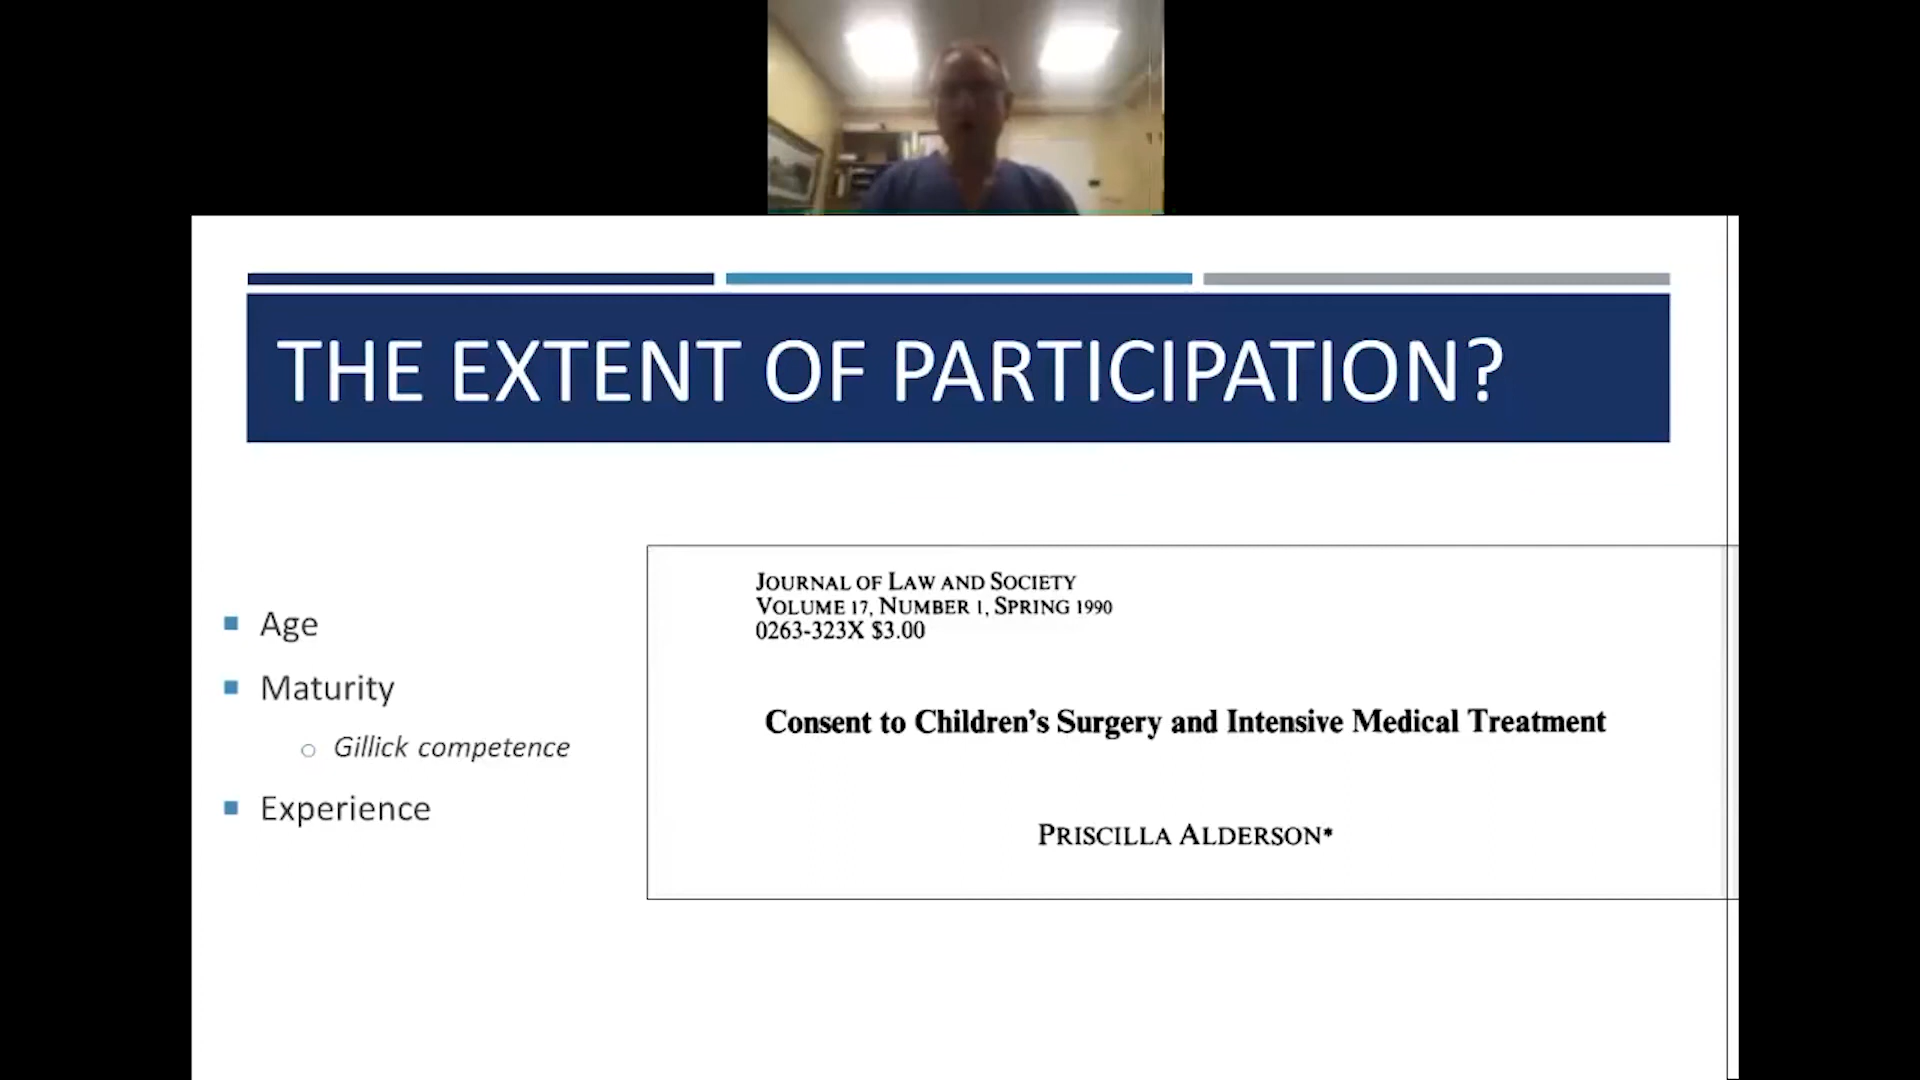 THE EXTENT OF PARTICIPATION?
Age
Maturity
Gillick competence
Experience
JOURNAL OF LAW AND SOCIETY
VOLUME 17, NUMBER 1, SPRING 1990
0263-323X $3.00
Consent to Children's Surgery and Intensive Medical Treatment
PRISCILLA ALDERSON*